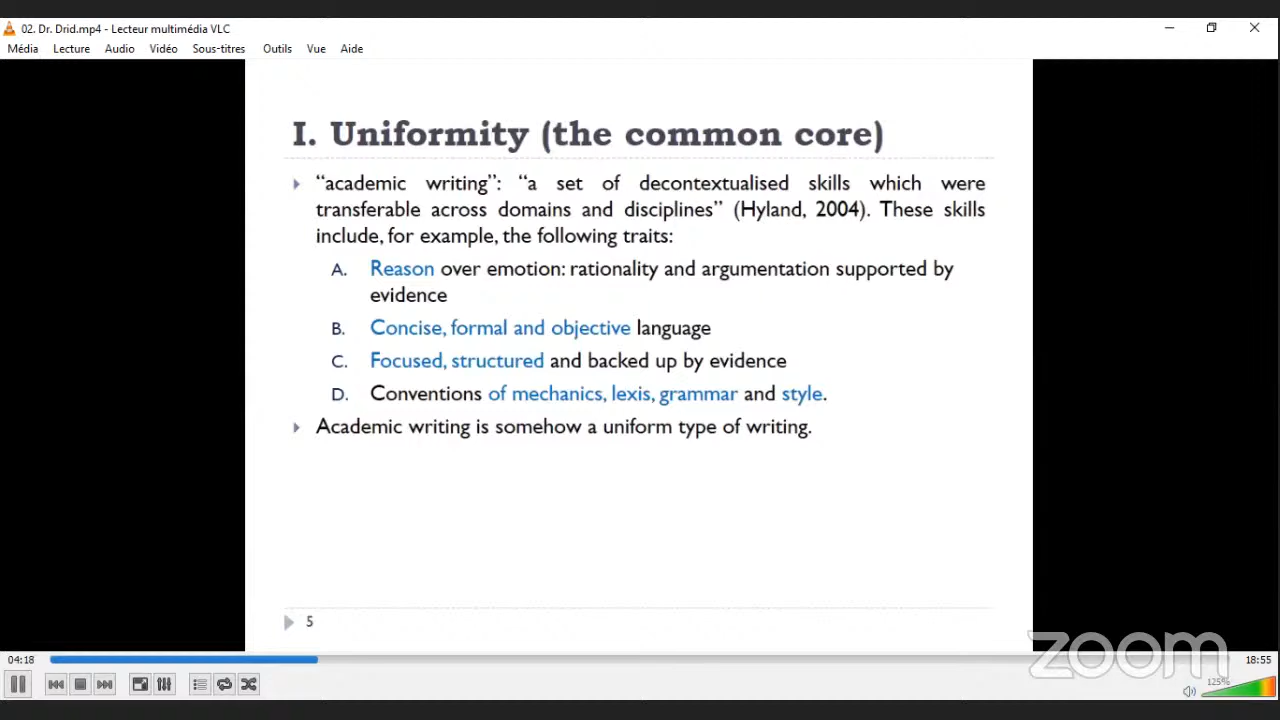 02. Dr. Drid.mp4 - Lecteur multimédia VLC
Média Lecture Audio Vidéo Sous-titres Outils Vue Aide
I. Uniformity (the common core)
“academic writing”: “a set of decontextualised skills which were
transferable across domains and disciplines” (Hyland, 2004). These skills
include, for example, the following traits:
A. Reason over emotion: rationality and argumentation supported by
evidence
B. Concise, formal and objective language
C. Focused, structured and backed up by evidence
D. Conventions of mechanics, lexis, grammar and style.
Academic writing is somehow a uniform type of writing.
5
zoom
04:18 18:55
125%